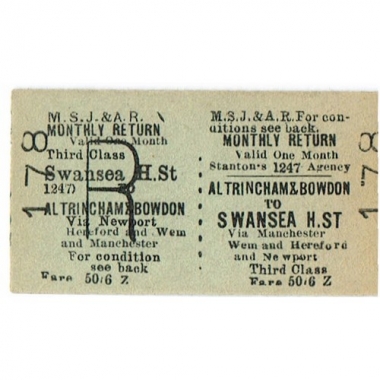 M.S.J.&A.R.
MONTHLY RETURN
Valid One Month
Third Class
Swansea H.St
1247)
ALTRINCHAM&BOWDON
Via Newport
Hereford and Wem
and Manchester
For condition
see back
Fare 50/6 Z
178
R
M.S.J.&A.R. For con-
ditions see back.
MONTHLY RETURN
Valid One Month
Stanton's 1247 Agency
ALTRINCHAM&BOWDON
TO
SWANSEA H.ST
Via Manchester
Wem and Hereford
and Newport
Third Class
Fare 50/6 Z
178